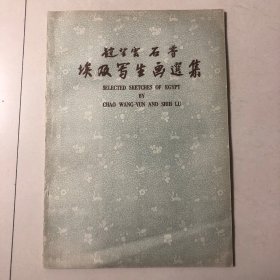 赵望云 石鲁
埃及写生画選集
SELECTED SKETCHES OF EGYPT
BY
CHAO WANG-YUN AND SHIH LU